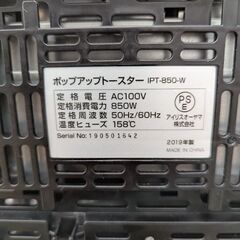 ポップアップトースター IPT-850-W
定格電圧 AC100V
定格消費電力 850W
定格周波数 50Hz/60Hz
温度ヒューズ 158℃
Serial No:190501642
PS
E
アイリスオーヤマ
株式会社
2019年製
MADE IN CHINA